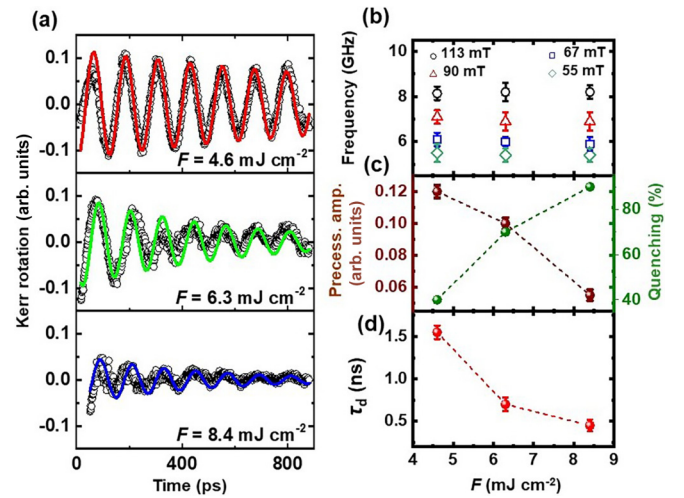 (a)
0.1
0.0
-0.1
F = 4.6 mJ cm-2
0.1
0.0
-0.1
F = 6.3 mJ cm-2
0.1
0.0
-0.1
F = 8.4 mJ cm-2
0 400 800
Time (ps)
Kerr rotation (arb. units)
(b)
10
8
6
Frequency (GHz)
113 mT 67 mT
90 mT 55 mT
(c)
0.12
0.10
0.08
0.06
Precess. amp.
(arb. units)
80
60
40
Quenching (%)
(d)
1.5
1.0
0.5
τd (ns)
4 5 6 7 8 9
F (mJ cm-2)